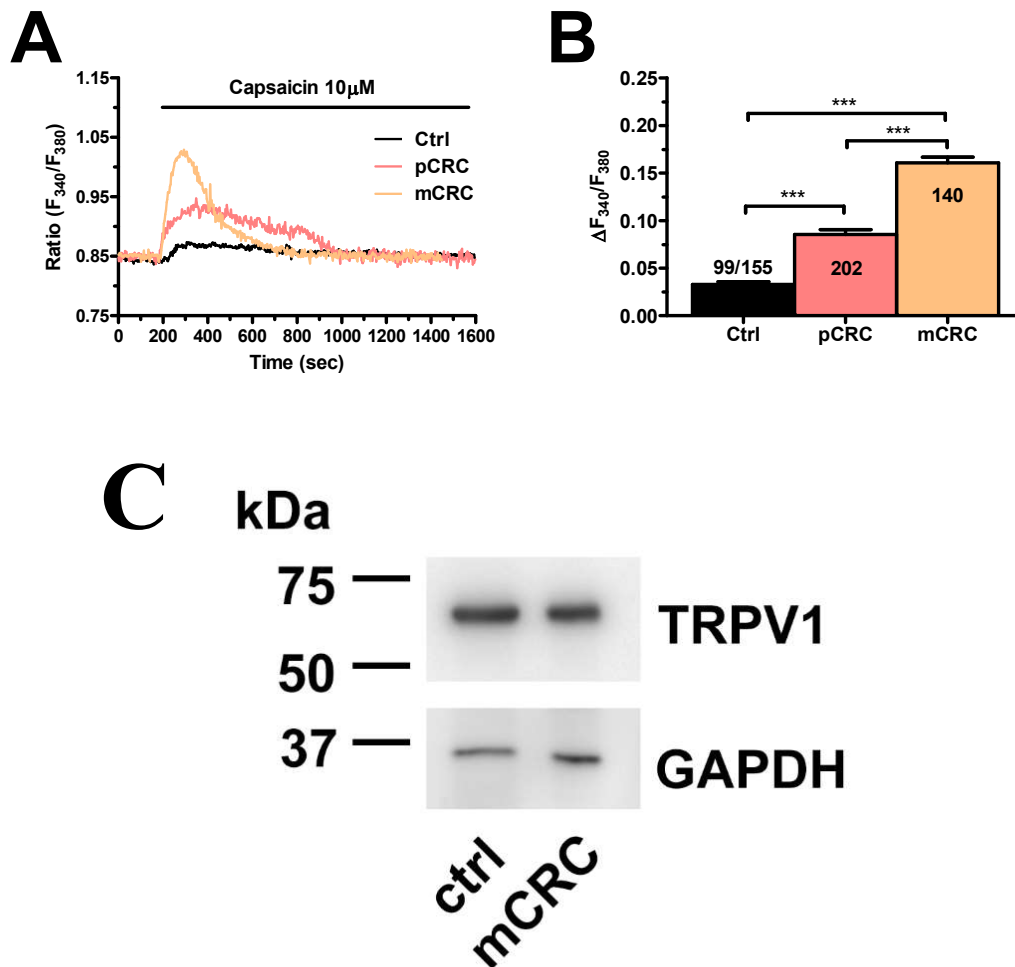 A
Capsaicin 10μM
Ratio (F340/F380)
1.15
1.05
0.95
0.85
0.75
Ctrl
pCRC
mCRC
0 200 400 600 800 1000 1200 1400 1600
Time (sec)
B
ΔF340/F380
0.25
0.20
0.15
0.10
0.05
0.00
***
***
***
99/155
202
140
Ctrl pCRC mCRC
C
kDa
75
50
37
TRPV1
GAPDH
ctrl
mCRC